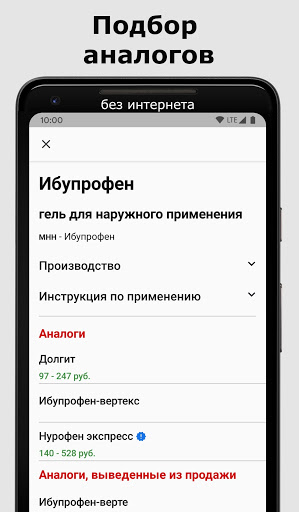 Подбор
аналогов
без интернета
10:00
LTE
Ибупрофен
гель для наружного применения
мнн - Ибупрофен
Производство
Инструкция по применению
Аналоги
Долгит
97 - 247 руб.
Ибупрофен-вертекс
Нурофен экспресс
140 - 528 руб.
Аналоги, выведенные из продажи
Ибупрофен-верте